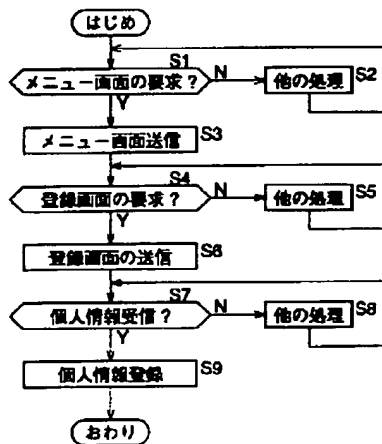 はじめ
S1
メニュー画面の要求？
N
他の処理
S2
Y
メニュー画面送信
S3
S4
登録画面の要求？
N
他の処理
S5
Y
登録画面の送信
S6
S7
個人情報受信？
N
他の処理
S8
Y
個人情報登録
S9
おわり